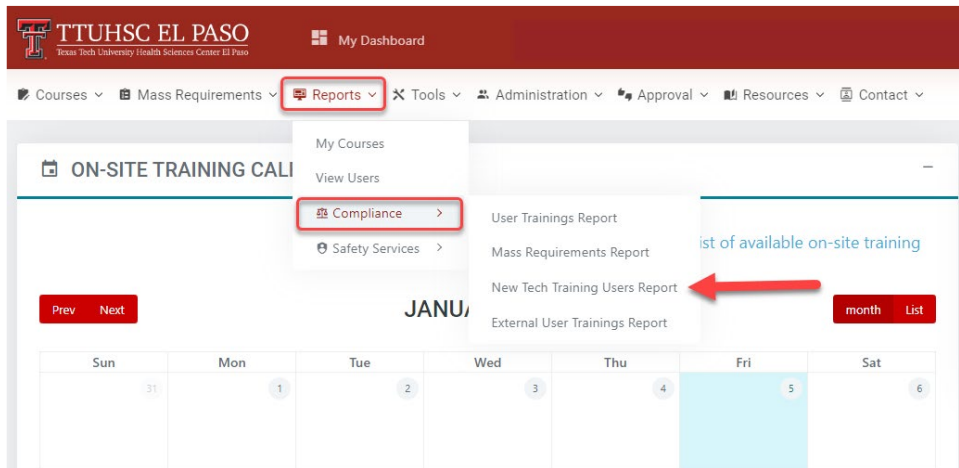 TTUHSC EL PASO
Texas Tech University Health Sciences Center El Paso
My Dashboard
Courses Mass Requirements Reports Tools Administration Approval Resources Contact
My Courses
ON-SITE TRAINING
View Users
Compliance
User Trainings Report
Safety Services
of available on-site training
Mass Requirements Report
New Tech Training Users Report
Prev Next
month List
External User Trainings Report
Sun Mon Tue Wed Thu Fri Sat
31 1 2 3 4 5 6